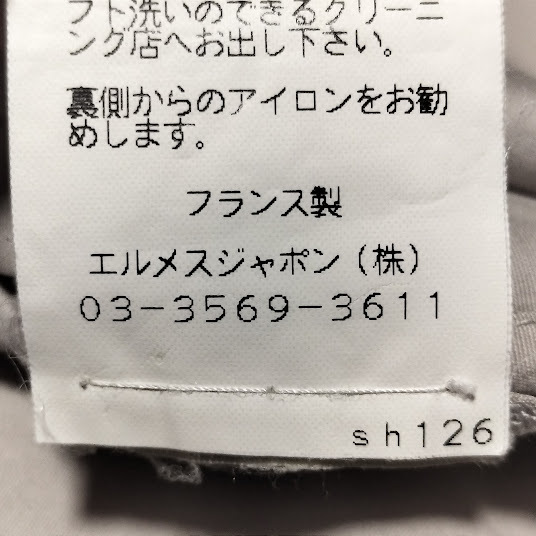 フト洗いのできるクリーニ
ング店へお出し下さい。
裏側からのアイロンをお勧
めします。
フランス製
エルメスジャポン（株）
03-3569-3611
sh126